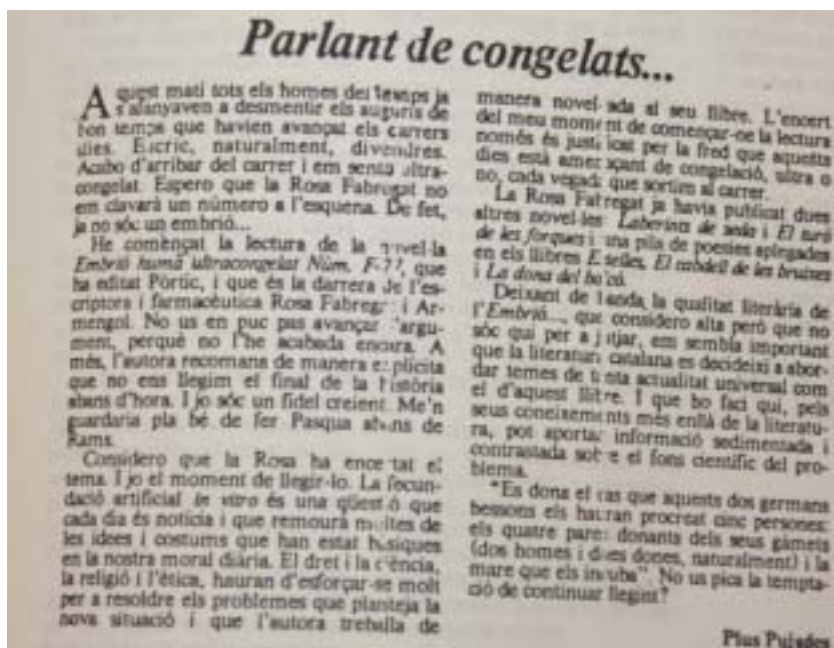 Parlant de congelats...
Aquest matí tots els homes del temps ja
s'afanyaven a desmentir els auguris de
bon temps que havien avançat els darrers
dies. Escric, naturalment, divendres.
Acabo d'arribar del carrer i em sento ultra-
congelat. Espero que la Rosa Fabregat no
em clavarà un número a l'esquena. De fet,
ja no sóc un embrió...
He començat la lectura de la novel·la
Embrió humà ultracongelat Núm. F-77, que
ha editat Pòrtic, i que és la darrera de l'es-
criptora i farmacèutica Rosa Fabregat i Ar-
mengol. No us en puc pas avançar l'argu-
ment, perquè no l'he acabada encara. A
més, l'autora recomana de manera explícita
que no ens llegim el final de la història
abans d'hora. I jo sóc un fidel creient. Me'n
guardaria pla bé de fer Pasqua abans de
Rams.
Considero que la Rosa ha encetat el
tema. I jo el moment de llegir-lo. La fecun-
dació artificial in vitro és una qüestió que
cada dia és notícia i que remourà moltes de
les idees i costums que han estat bàsiques
en la nostra moral diària. El dret i la ciència,
la religió i l'ètica, hauran d'esforçar-se molt
per a resoldre els problemes que planteja la
nova situació i que l'autora treballa de
manera novel·lada al seu llibre. L'encert
del meu moment de començar-ne la lectura
només és justificat per la fred que aquests
dies està amenaçant de congelació, ultra o
no, cada vegada que sortim al carrer.
La Rosa Fabregat ja havia publicat dues
altres novel·les: Laberints de seda i El turó
de les forques i una pila de poesies aplegades
en els llibres Estelles, El cabdell de les bruixes
i La dona del balcó.
Deixant de banda la qualitat literària de
l'Embrió..., que considero alta però que no
sóc qui per a jutjar, em sembla important
que la literatura catalana es decideixi a abor-
dar temes de tanta actualitat universal com
el d'aquest llibre. I que ho faci qui, pels
seus coneixements més enllà de la literatu-
ra, pot aportar informació sedimentada i
contrastada sobre el fons científic del pro-
blema.
"Es dona el cas que aquests dos germans
bessons els hauran procreat cinc persones:
els quatre pares donants dels seus gàmets
(dos homes i dues dones, naturalment) i la
mare que els incuba". No us pica la tempta-
ció de continuar llegint?
Pius Pujades